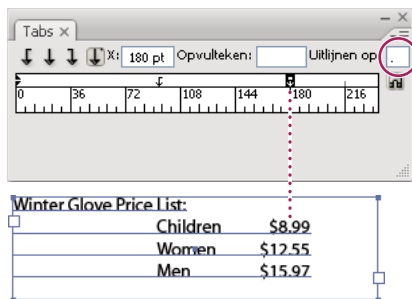 Tabs ×
X: 180 pt Opvulteken: Uitlijnen op: .
0 36 72 108 144 180 216
Winter Glove Price List:
Children $8.99
Women $12.55
Men $15.97